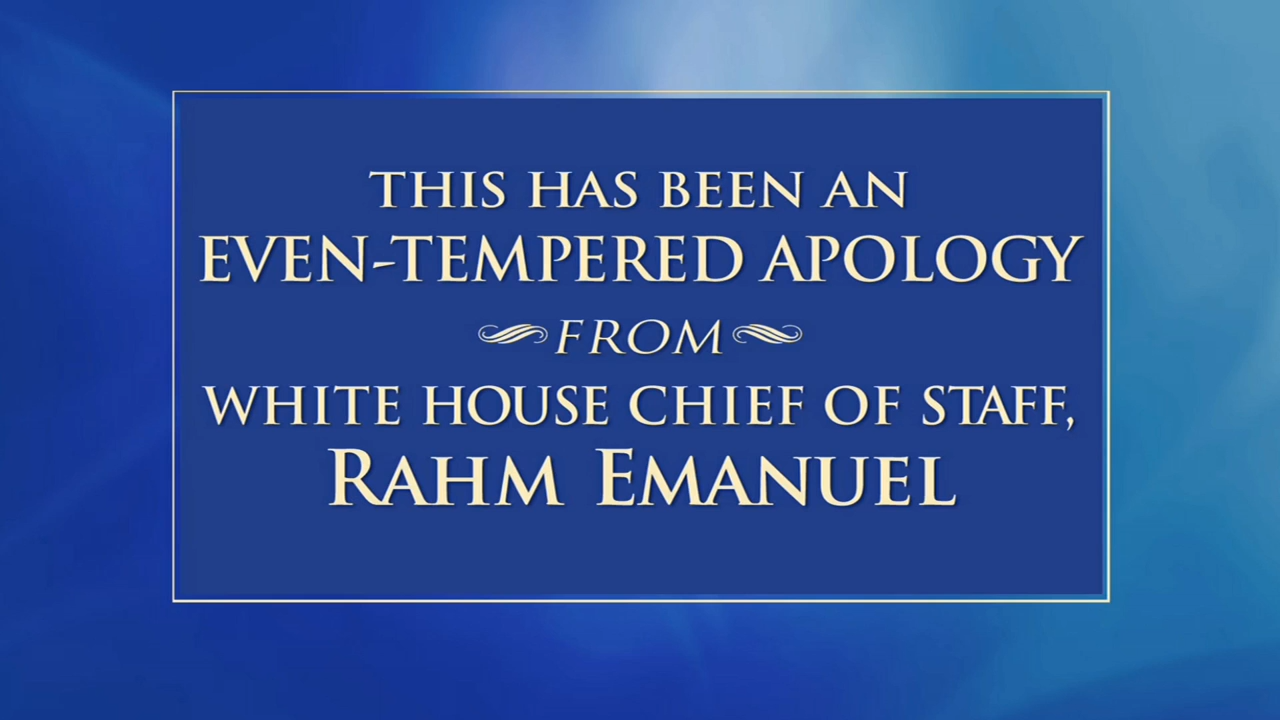 THIS HAS BEEN AN
EVEN-TEMPERED APOLOGY
FROM
WHITE HOUSE CHIEF OF STAFF,
RAHM EMANUEL